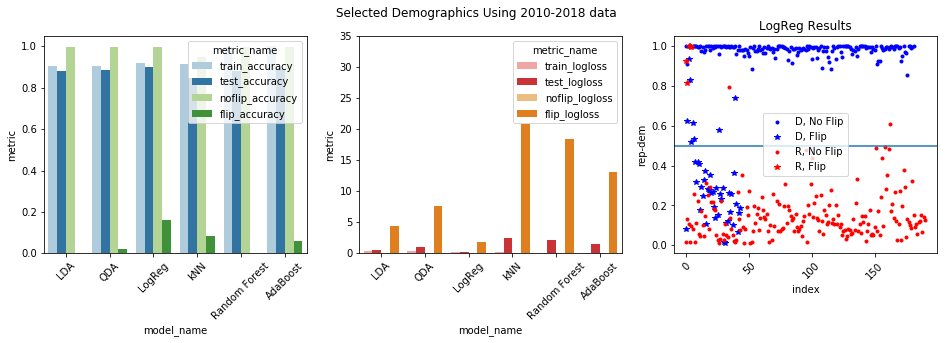 Selected Demographics Using 2010-2018 data
metric
1.0
0.8
0.6
0.4
0.2
0.0
metric_name
train_accuracy
test_accuracy
noflip_accuracy
flip_accuracy
LDA
QDA
LogReg
kNN
Random Forest
AdaBoost
model_name
metric
35
30
25
20
15
10
5
0
metric_name
train_logloss
test_logloss
noflip_logloss
flip_logloss
LDA
QDA
LogReg
kNN
Random Forest
AdaBoost
model_name
LogReg Results
rep-dem
1.0
0.8
0.6
0.4
0.2
0.0
D, No Flip
D, Flip
R, No Flip
R, Flip
0
50
100
150
index